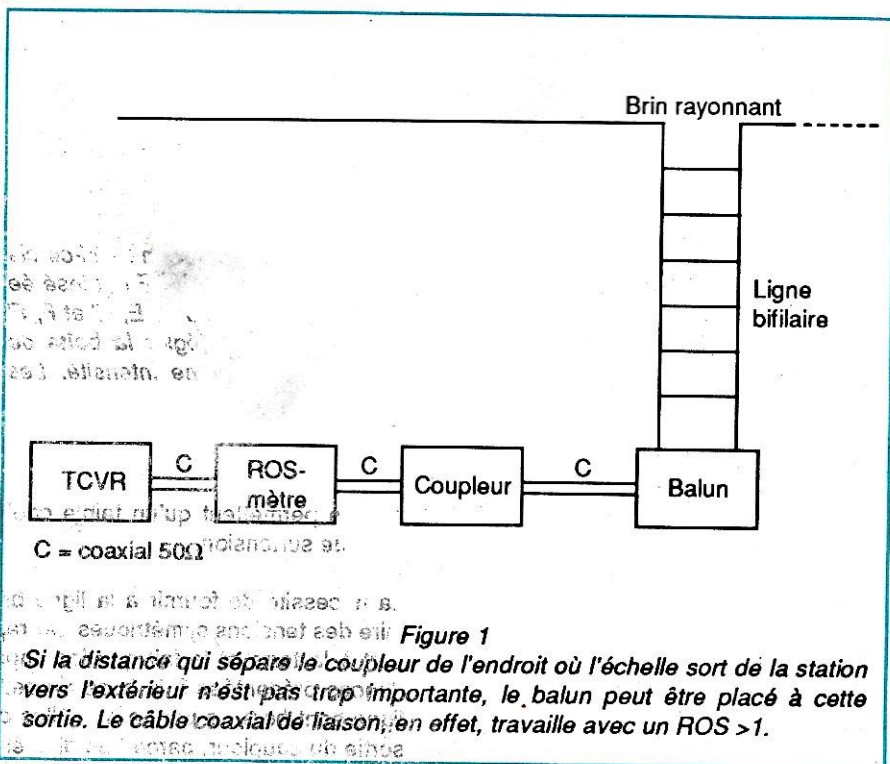 Brin rayonnant
Ligne
bifilaire
TCVR
C
ROS-
mètre
C
Coupleur
C
Balun
C = coaxial 50Ω
Figure 1
Si la distance qui sépare le coupleur de l'endroit où l'échelle sort de la station
vers l'extérieur n'est pas trop importante, le balun peut être placé à cette
sortie. Le câble coaxial de liaison, en effet, travaille avec un ROS >1.